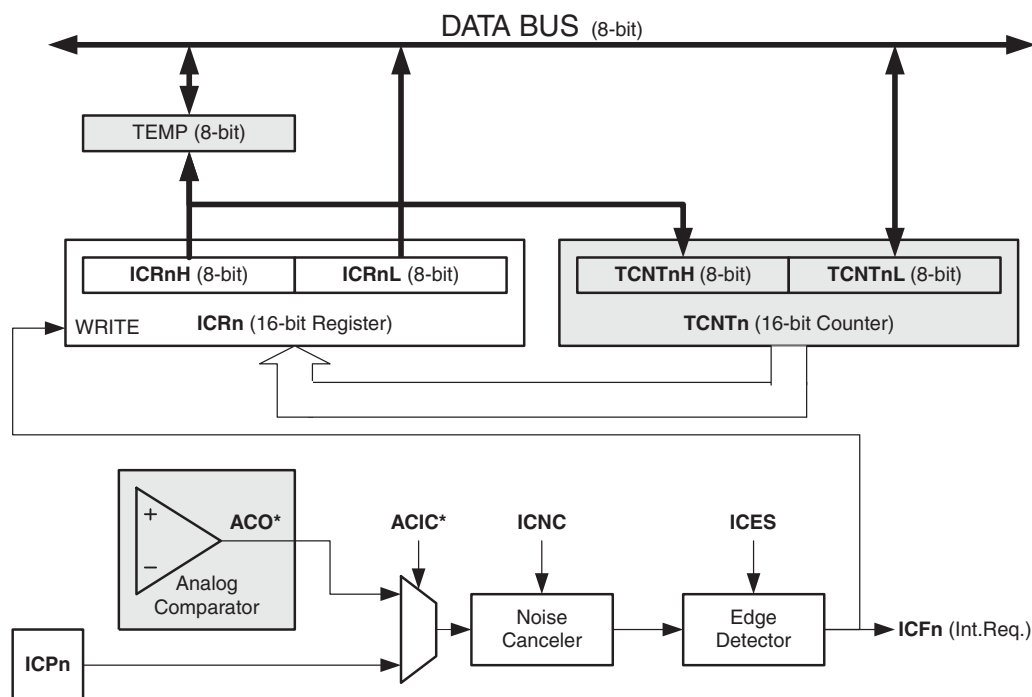 DATA BUS (8-bit)
TEMP (8-bit)
ICRnH (8-bit)
ICRnL (8-bit)
TCNTnH (8-bit)
TCNTnL (8-bit)
WRITE
ICRn (16-bit Register)
TCNTn (16-bit Counter)
+
−
ACO*
Analog
Comparator
ACIC*
ICNC
ICES
Noise
Canceler
Edge
Detector
ICFn (Int.Req.)
ICPn